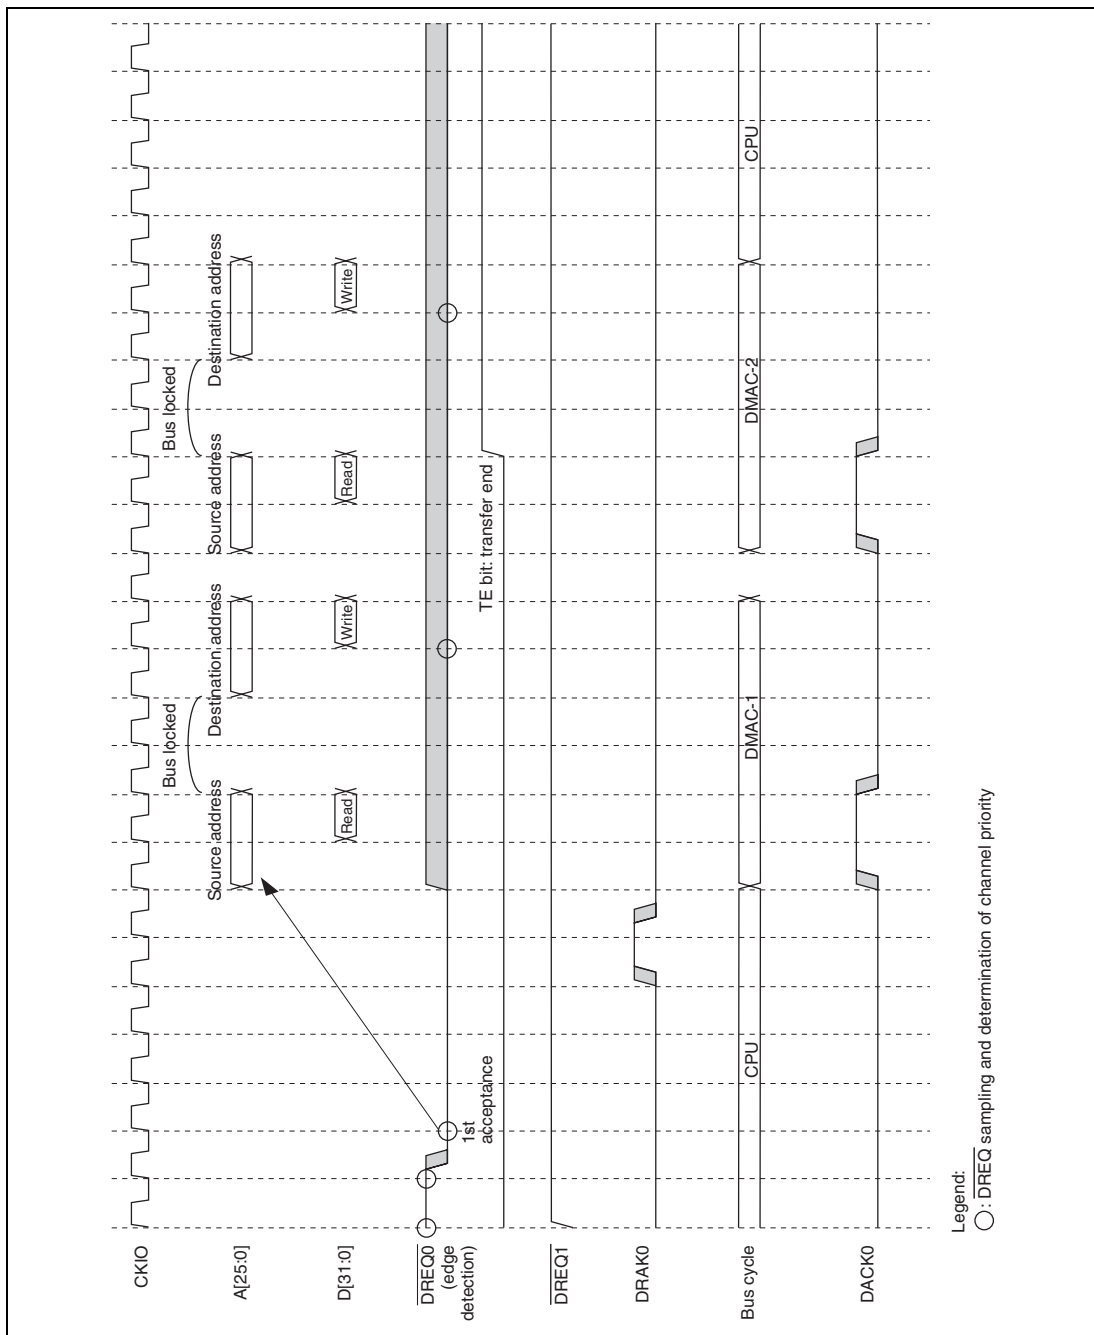 CKIO
Bus locked
Bus locked
A[25:0]
Source address
Destination address
Source address
Destination address
D[31:0]
Read
Write
Read
Write
DREQ0
(edge
detection)
1st
acceptance
TE bit: transfer end
DREQ1
DRAK0
Bus cycle
CPU
DMAC-1
DMAC-2
CPU
DACK0
Legend:
○: DREQ sampling and determination of channel priority